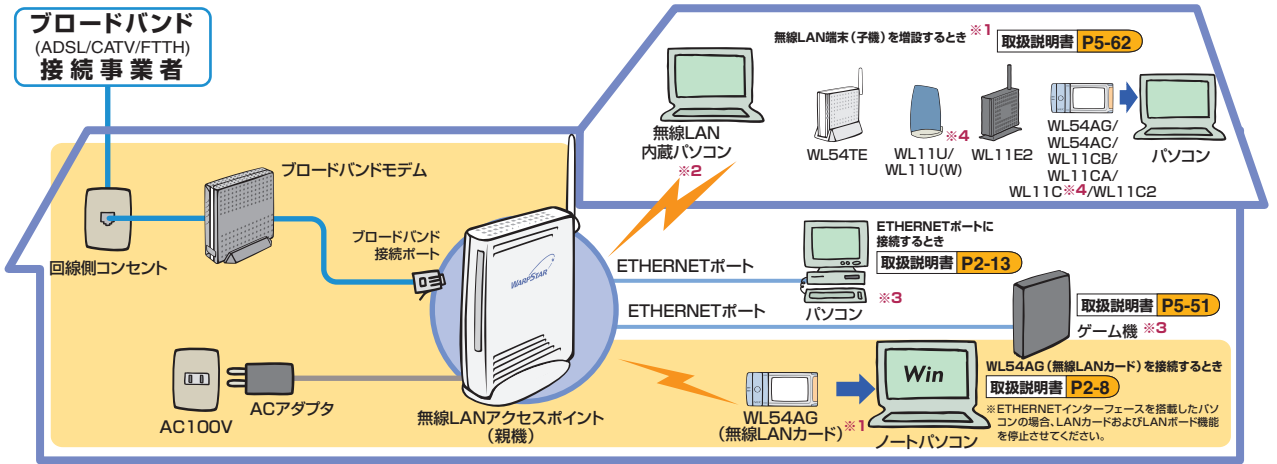 ブロードバンド
(ADSL/CATV/FTTH)
接続事業者
無線LAN端末(子機)を増設するとき ※1
取扱説明書 P5-62
無線LAN
内蔵パソコン
※2
WL54TE
※4
WL11U/
WL11U(W)
WL11E2
WL54AG/
WL54AC/
WL11CB/
WL11CA/
WL11C※4/WL11C2
パソコン
ブロードバンドモデム
回線側コンセント
ブロードバンド
接続ポート
WARPSTAR
ETHERNETポート
ETHERNETポートに
接続するとき
取扱説明書 P2-13
※3
パソコン
ETHERNETポート
取扱説明書 P5-51
ゲーム機 ※3
AC100V
ACアダプタ
無線LANアクセスポイント
(親機)
WL54AG
(無線LANカード)※1
Win
ノートパソコン
WL54AG(無線LANカード)を接続するとき
取扱説明書 P2-8
※ETHERNETインターフェースを搭載したパソ
コンの場合、LANカードおよびLANボード機能
を停止させてください。